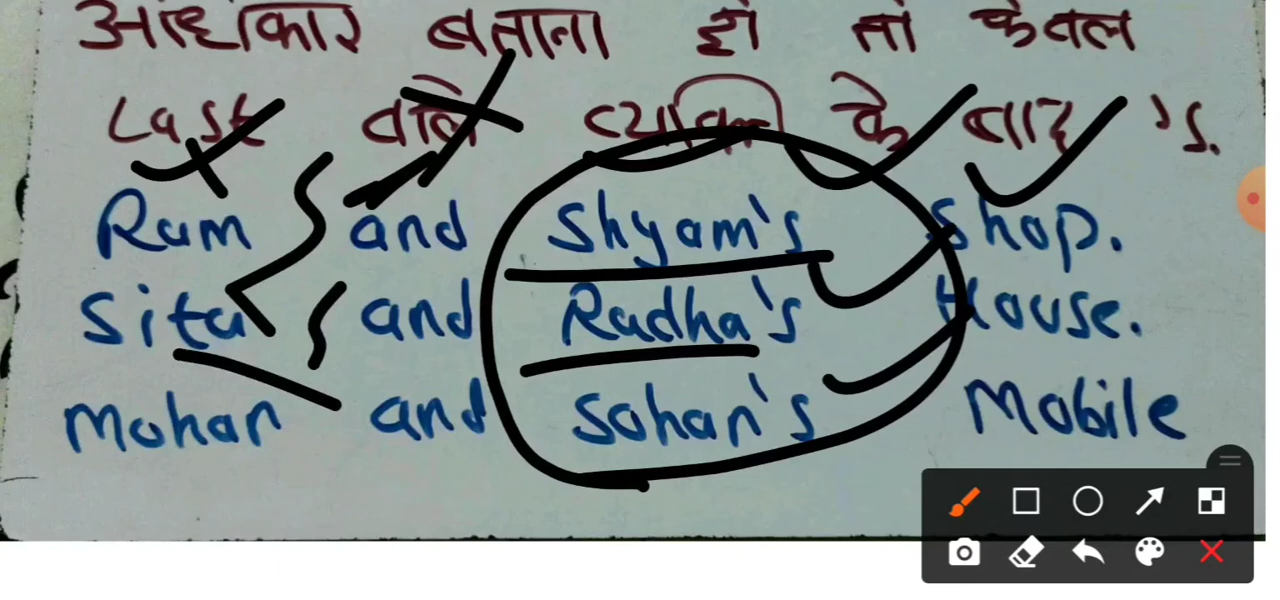 अधिकार बताना हो तो केवल
Last वाले व्यक्ति के बाद 's.
Ram and Shyam's Shop.
Sita and Radha's House.
Mohan and Sohan's Mobile